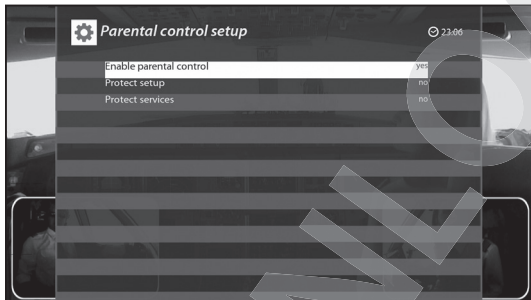 Parental control setup
23:06
Enable parental control yes
Protect setup no
Protect services no